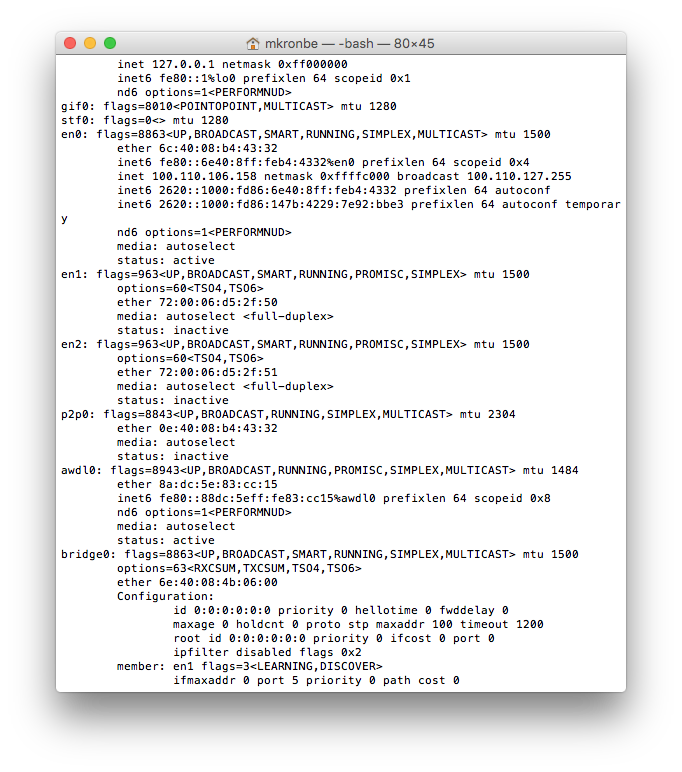 mkronbe — -bash — 80×45
inet 127.0.0.1 netmask 0xff000000
inet6 fe80::1%lo0 prefixlen 64 scopeid 0x1
nd6 options=1<PERFORMNUD>
gif0: flags=8010<POINTOPOINT,MULTICAST> mtu 1280
stf0: flags=0<> mtu 1280
en0: flags=8863<UP,BROADCAST,SMART,RUNNING,SIMPLEX,MULTICAST> mtu 1500
ether 6c:40:08:b4:43:32
inet6 fe80::6e40:8ff:feb4:4332%en0 prefixlen 64 scopeid 0x4
inet 100.110.106.158 netmask 0xffffc000 broadcast 100.110.127.255
inet6 2620::1000:fd86:6e40:8ff:feb4:4332 prefixlen 64 autoconf
inet6 2620::1000:fd86:147b:4229:7e92:bbe3 prefixlen 64 autoconf temporar
y
nd6 options=1<PERFORMNUD>
media: autoselect
status: active
en1: flags=963<UP,BROADCAST,SMART,RUNNING,PROMISC,SIMPLEX> mtu 1500
options=60<TSO4,TSO6>
ether 72:00:06:d5:2f:50
media: autoselect <full-duplex>
status: inactive
en2: flags=963<UP,BROADCAST,SMART,RUNNING,PROMISC,SIMPLEX> mtu 1500
options=60<TSO4,TSO6>
ether 72:00:06:d5:2f:51
media: autoselect <full-duplex>
status: inactive
p2p0: flags=8843<UP,BROADCAST,RUNNING,SIMPLEX,MULTICAST> mtu 2304
ether 0e:40:08:b4:43:32
media: autoselect
status: inactive
awdl0: flags=8943<UP,BROADCAST,RUNNING,PROMISC,SIMPLEX,MULTICAST> mtu 1484
ether 8a:dc:5e:83:cc:15
inet6 fe80::88dc:5eff:fe83:cc15%awdl0 prefixlen 64 scopeid 0x8
nd6 options=1<PERFORMNUD>
media: autoselect
status: active
bridge0: flags=8863<UP,BROADCAST,SMART,RUNNING,SIMPLEX,MULTICAST> mtu 1500
options=63<RXCSUM,TXCSUM,TSO4,TSO6>
ether 6e:40:08:4b:06:00
Configuration:
id 0:0:0:0:0:0 priority 0 hellotime 0 fwddelay 0
maxage 0 holdcnt 0 proto stp maxaddr 100 timeout 1200
root id 0:0:0:0:0:0 priority 0 ifcost 0 port 0
ipfilter disabled flags 0x2
member: en1 flags=3<LEARNING,DISCOVER>
ifmaxaddr 0 port 5 priority 0 path cost 0